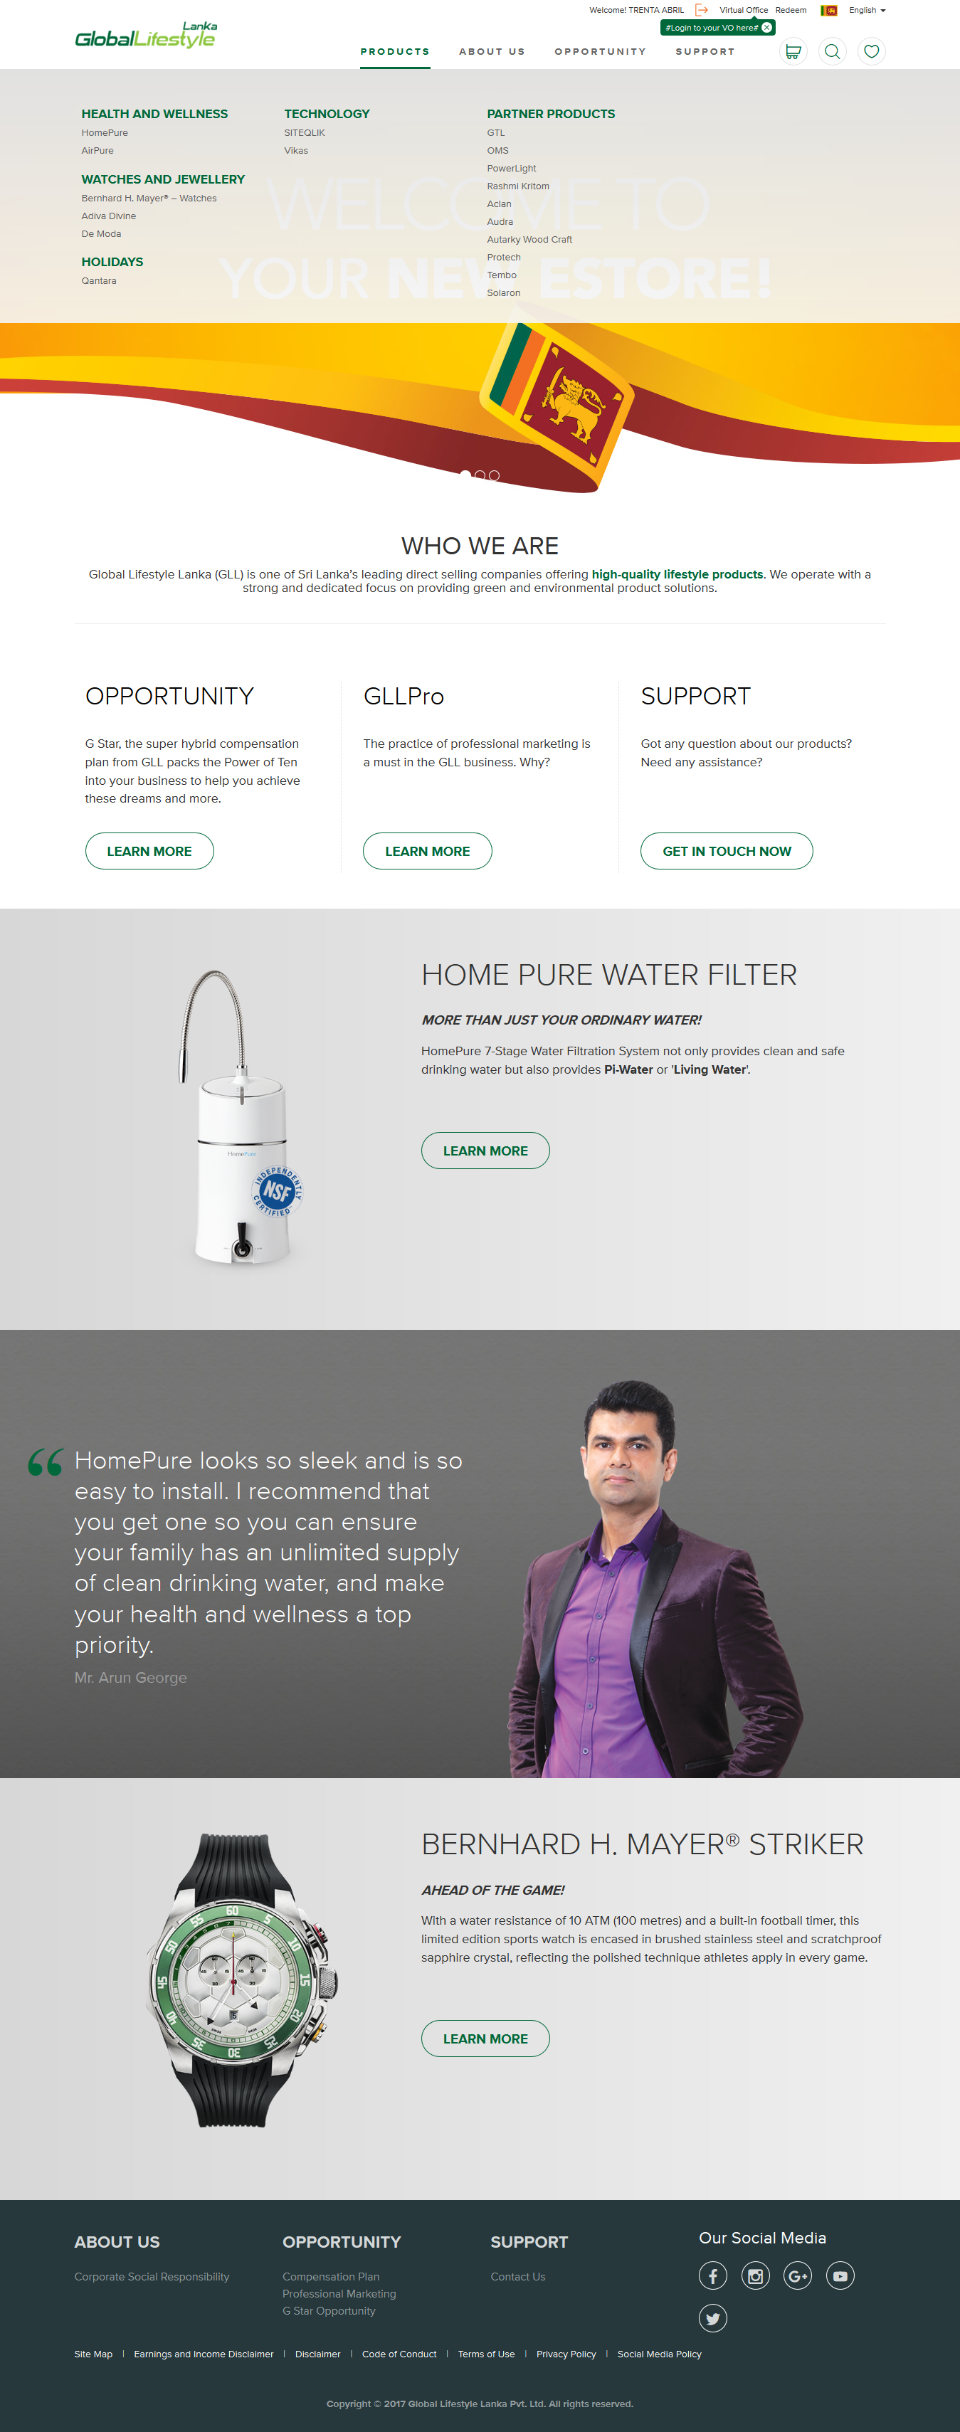 Welcome! TRENTA ABRIL Virtual Office Redeem English
#Login to your VO here#
Lanka
GlobalLifestyle
PRODUCTS ABOUT US OPPORTUNITY SUPPORT
HEALTH AND WELLNESS
HomePure
AirPure
WATCHES AND JEWELLERY
Bernhard H. Mayer® – Watches
Adiva Divine
De Moda
HOLIDAYS
Qantara
TECHNOLOGY
SITEQLIK
Vikas
PARTNER PRODUCTS
GTL
OMS
PowerLight
Rashmi Kritom
Acian
Audra
Autarky Wood Craft
Protech
Tembo
Solaron
WELCOME TO
YOUR NEW ESTORE!
WHO WE ARE
Global Lifestyle Lanka (GLL) is one of Sri Lanka's leading direct selling companies offering high-quality lifestyle products. We operate with a
strong and dedicated focus on providing green and environmental product solutions.
OPPORTUNITY
G Star, the super hybrid compensation
plan from GLL packs the Power of Ten
into your business to help you achieve
these dreams and more.
LEARN MORE
GLLPro
The practice of professional marketing is
a must in the GLL business. Why?
LEARN MORE
SUPPORT
Got any question about our products?
Need any assistance?
GET IN TOUCH NOW
HOME PURE WATER FILTER
MORE THAN JUST YOUR ORDINARY WATER!
HomePure 7-Stage Water Filtration System not only provides clean and safe
drinking water but also provides Pi-Water or 'Living Water'.
LEARN MORE
HomePure
INDEPENDENTLY
NSF
CERTIFIED
“ HomePure looks so sleek and is so
easy to install. I recommend that
you get one so you can ensure
your family has an unlimited supply
of clean drinking water, and make
your health and wellness a top
priority.
Mr. Arun George
BERNHARD H. MAYER® STRIKER
AHEAD OF THE GAME!
With a water resistance of 10 ATM (100 metres) and a built-in football timer, this
limited edition sports watch is encased in brushed stainless steel and scratchproof
sapphire crystal, reflecting the polished technique athletes apply in every game.
LEARN MORE
60 5 10 15 20 25 30 35 40 45 50 55
ABOUT US
Corporate Social Responsibility
OPPORTUNITY
Compensation Plan
Professional Marketing
G Star Opportunity
SUPPORT
Contact Us
Our Social Media
Site Map | Earnings and Income Disclaimer | Disclaimer | Code of Conduct | Terms of Use | Privacy Policy | Social Media Policy
Copyright © 2017 Global Lifestyle Lanka Pvt. Ltd. All rights reserved.